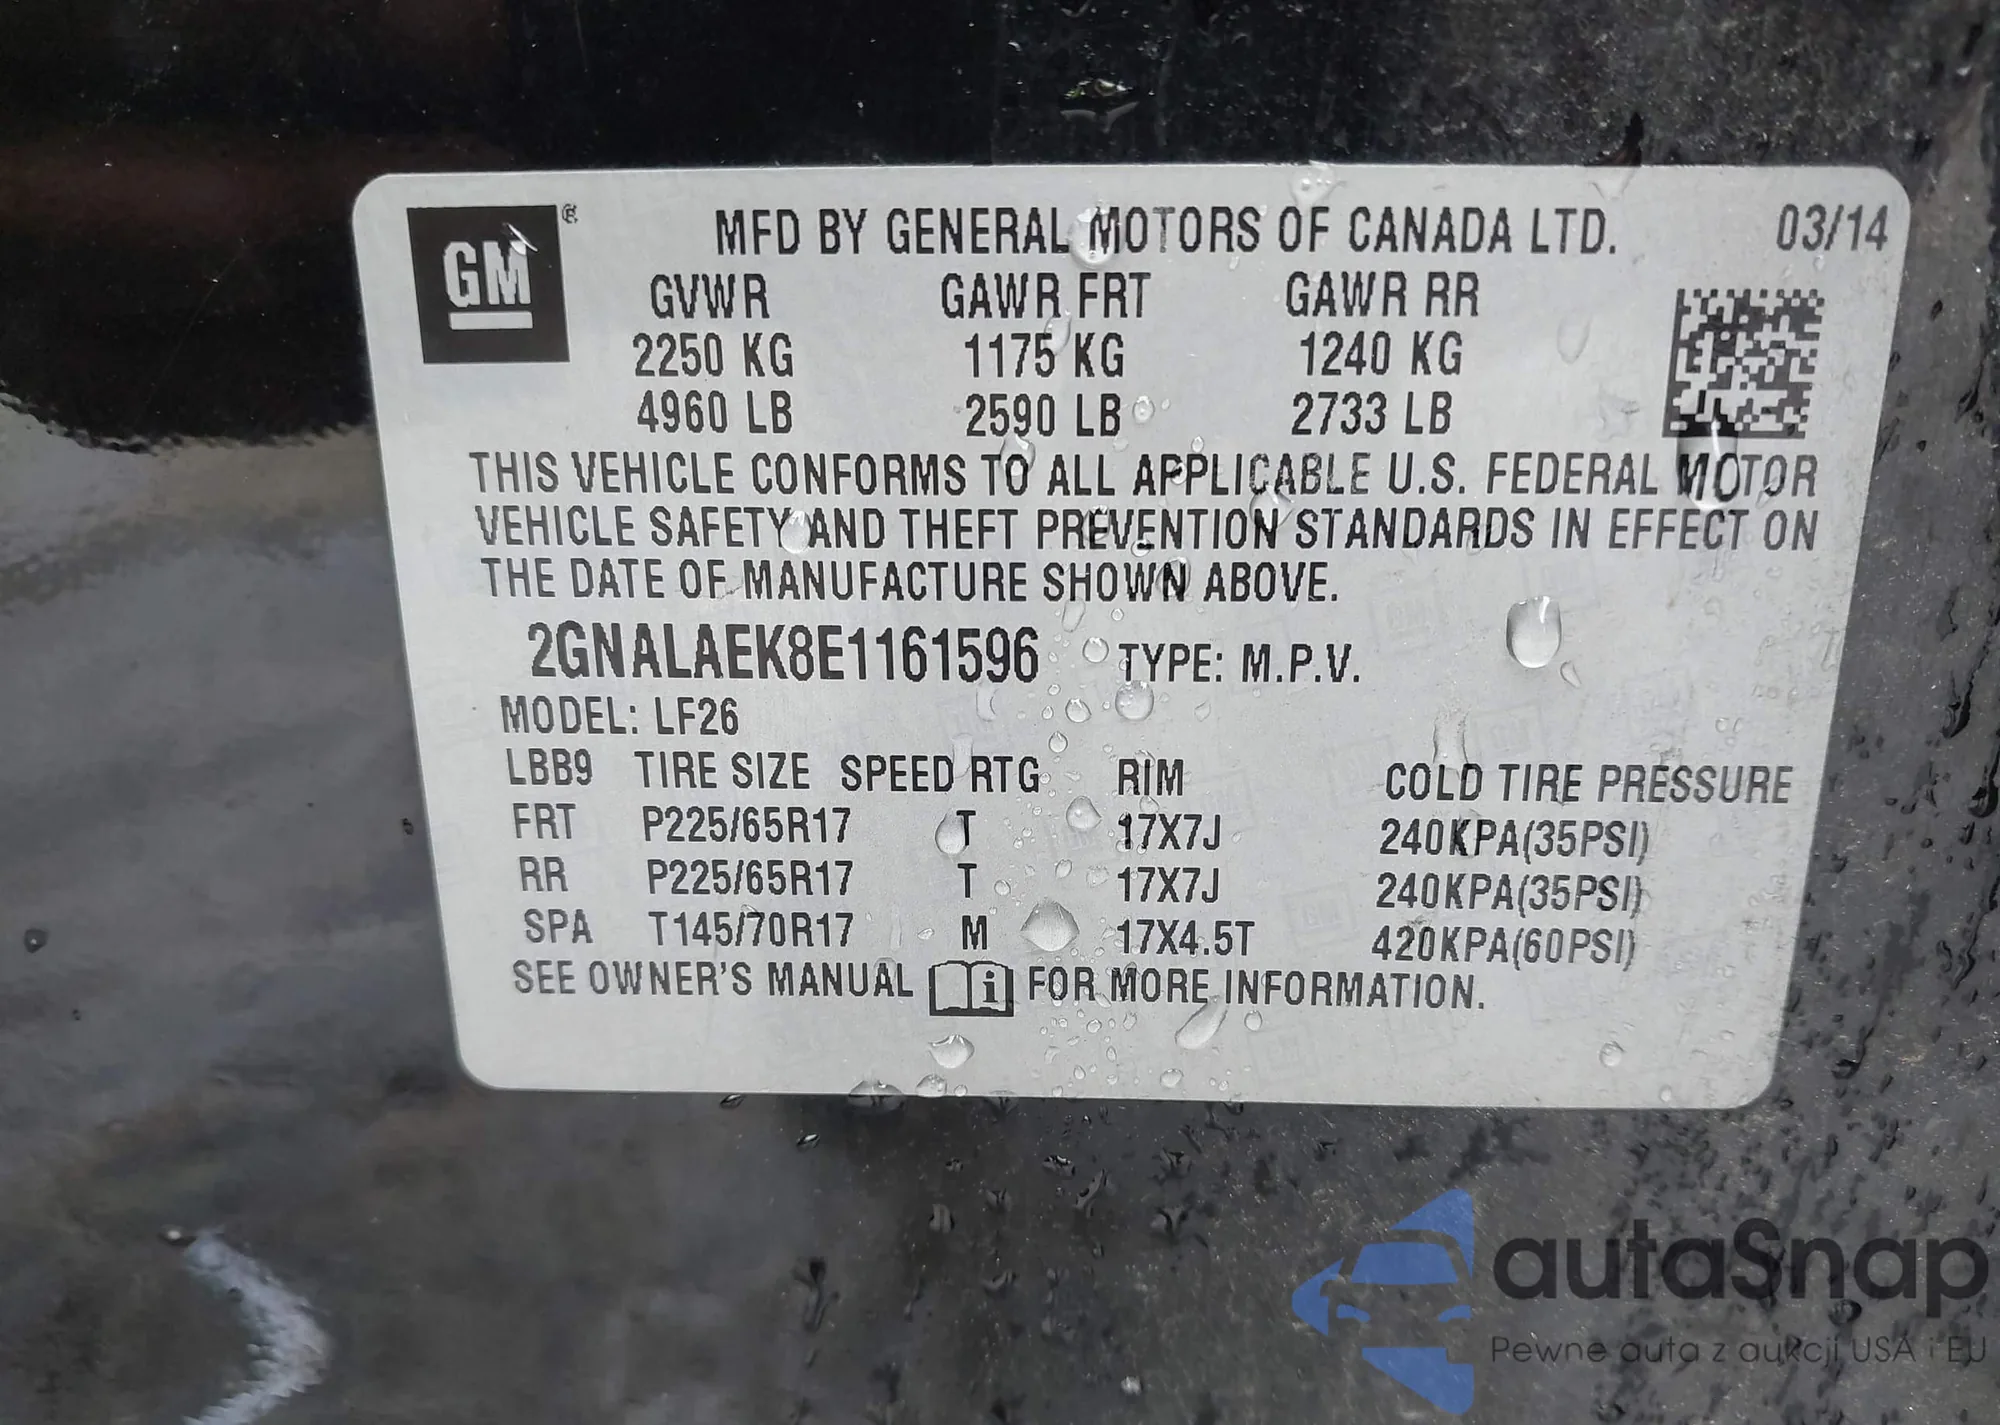 GM ®
MFD BY GENERAL MOTORS OF CANADA LTD. 03/14
GVWR GAWR FRT GAWR RR
2250 KG 1175 KG 1240 KG
4960 LB 2590 LB 2733 LB
THIS VEHICLE CONFORMS TO ALL APPLICABLE U.S. FEDERAL MOTOR
VEHICLE SAFETY AND THEFT PREVENTION STANDARDS IN EFFECT ON
THE DATE OF MANUFACTURE SHOWN ABOVE.
2GNALAEK8E1161596 TYPE: M.P.V.
MODEL: LF26
LBB9 TIRE SIZE SPEED RTG RIM COLD TIRE PRESSURE
FRT P225/65R17 T 17X7J 240KPA(35PSI)
RR P225/65R17 T 17X7J 240KPA(35PSI)
SPA T145/70R17 M 17X4.5T 420KPA(60PSI)
SEE OWNER'S MANUAL i FOR MORE INFORMATION.
autaSnap
Pewne auta z aukcji USA i EU